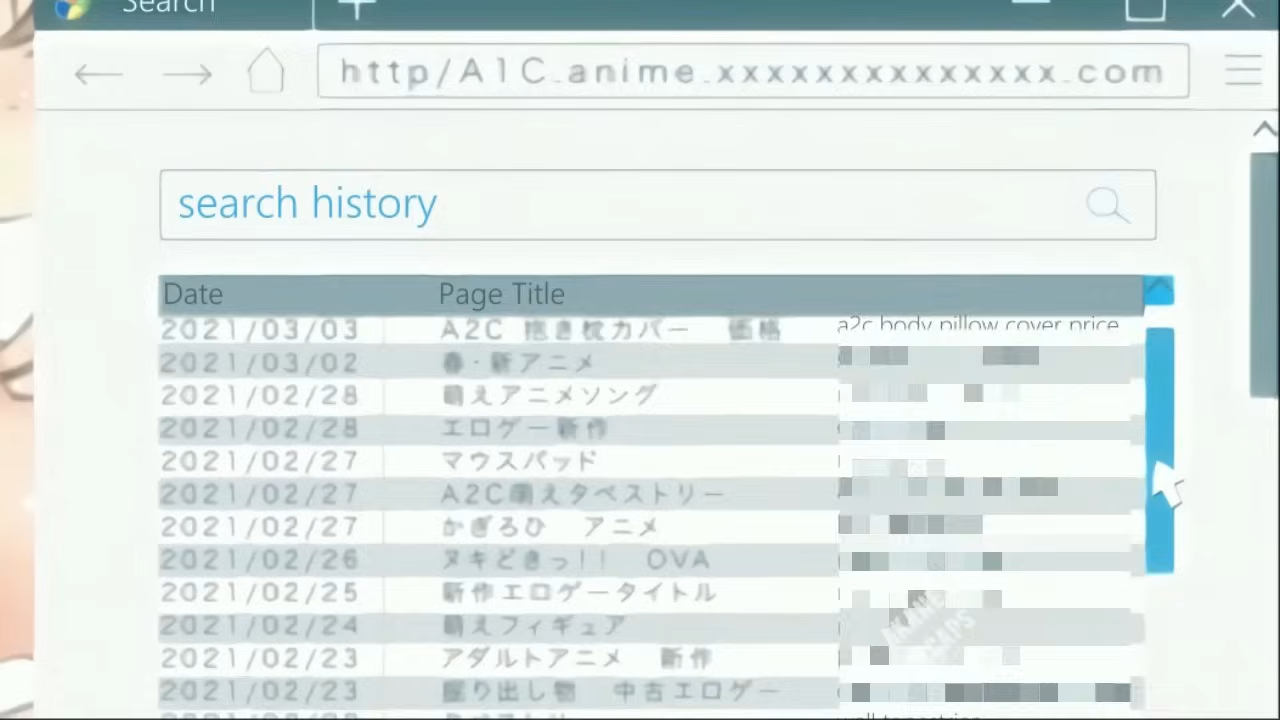 Search
http/A1C.anime.xxxxxxxxxxxxxx.com
search history
Date Page Title
2021/03/03 A2C 抱き枕カバー 価格 a2c body pillow cover price
2021/03/02 春・新アニメ
2021/02/28 萌えアニメソング
2021/02/28 エロゲー新作
2021/02/27 マウスパッド
2021/02/27 A2C萌えタペストリー
2021/02/27 かぎろひ アニメ
2021/02/26 ヌキどきっ!! OVA
2021/02/25 新作エロゲータイトル
2021/02/24 萌えフィギュア
2021/02/23 アダルトアニメ 新作
2021/02/23 掘り出し物 中古エロゲー